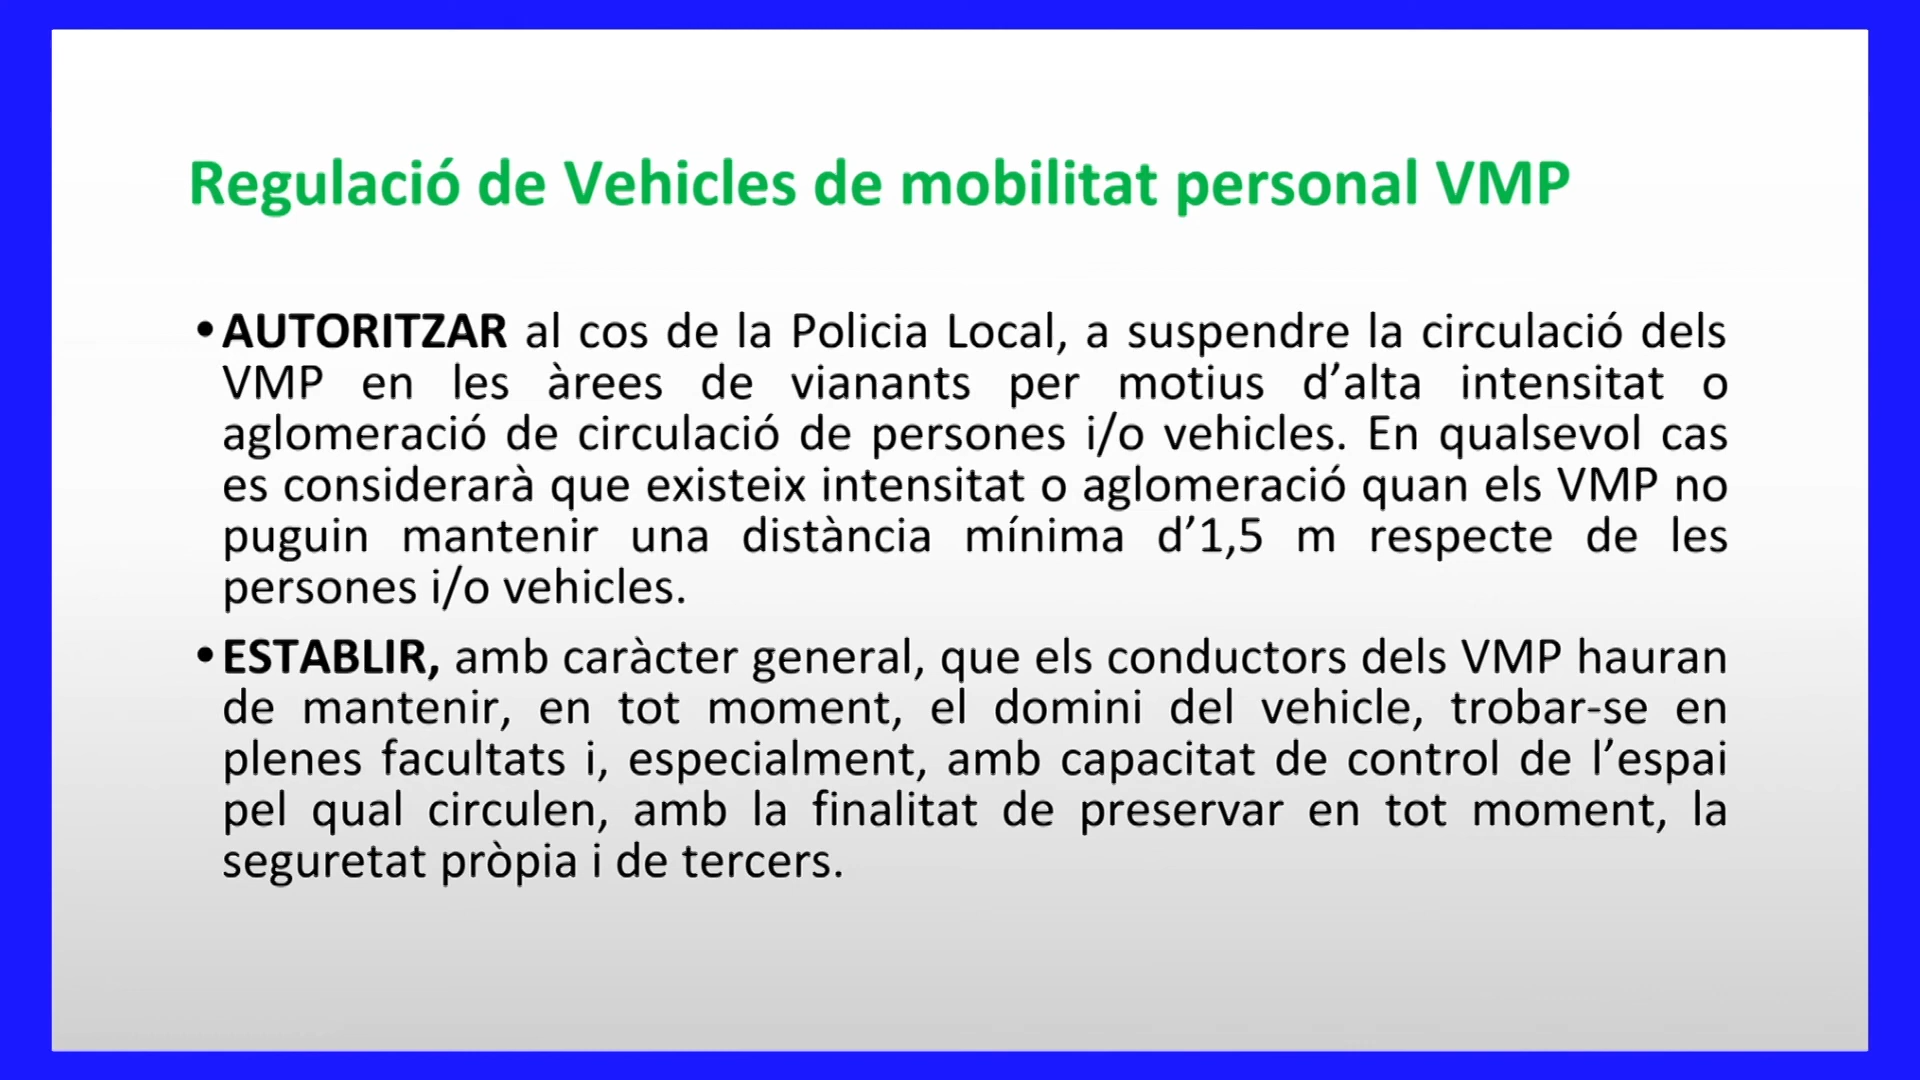 Regulació de Vehicles de mobilitat personal VMP
• AUTORITZAR al cos de la Policia Local, a suspendre la circulació dels
VMP en les àrees de vianants per motius d’alta intensitat o
aglomeració de circulació de persones i/o vehicles. En qualsevol cas
es considerarà que existeix intensitat o aglomeració quan els VMP no
puguin mantenir una distància mínima d’1,5 m respecte de les
persones i/o vehicles.
• ESTABLIR, amb caràcter general, que els conductors dels VMP hauran
de mantenir, en tot moment, el domini del vehicle, trobar-se en
plenes facultats i, especialment, amb capacitat de control de l’espai
pel qual circulen, amb la finalitat de preservar en tot moment, la
seguretat pròpia i de tercers.